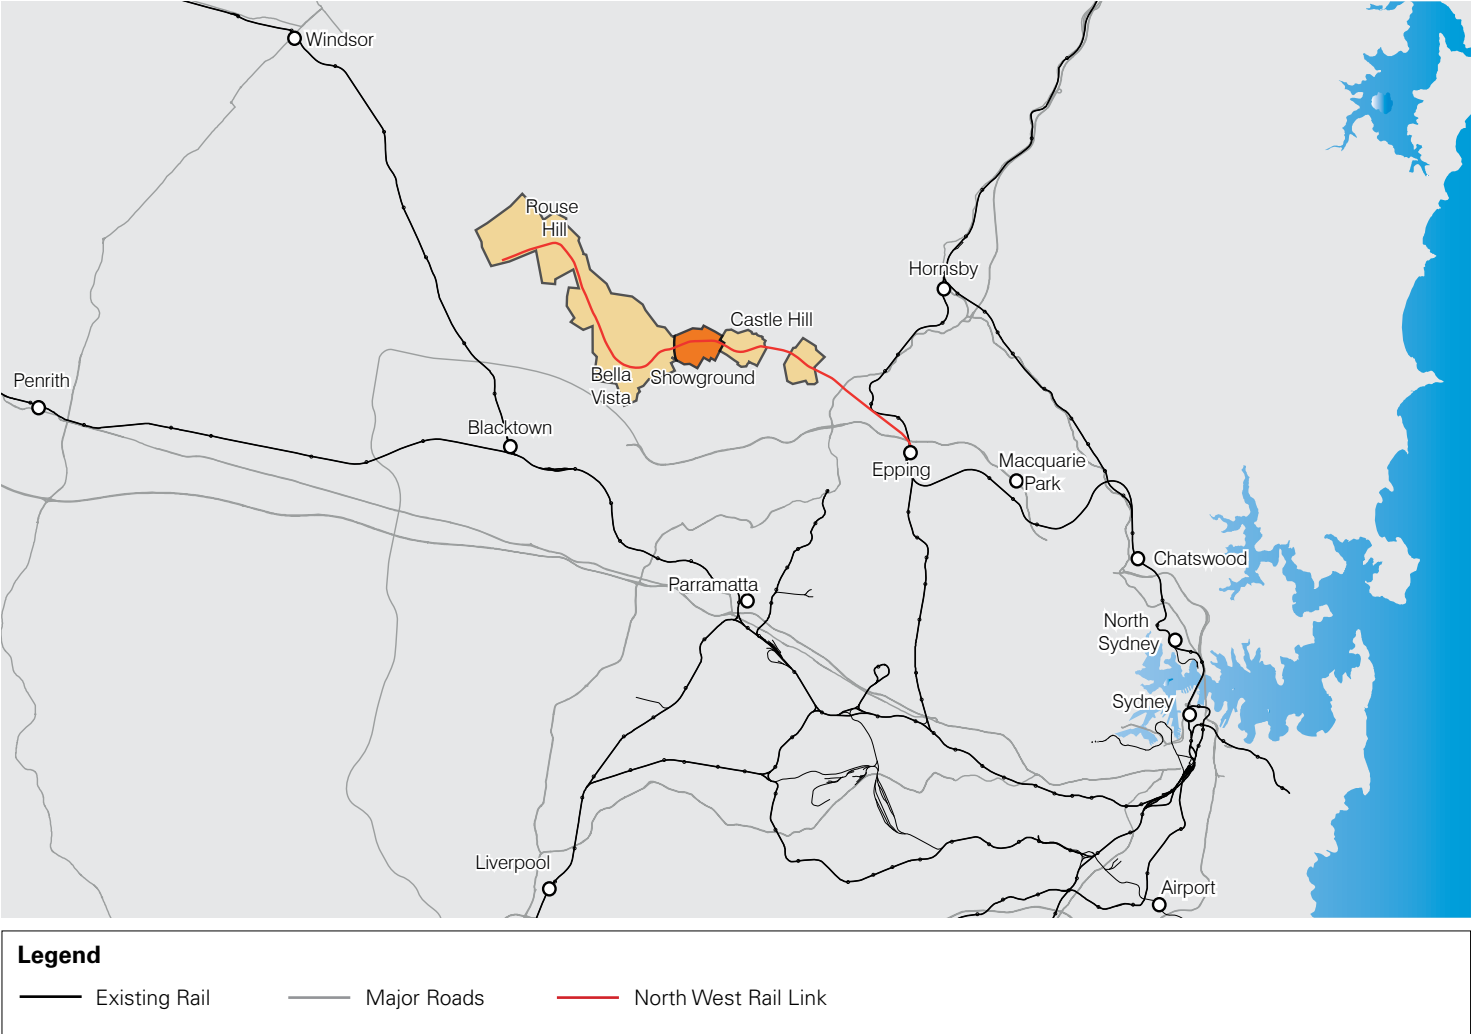 Windsor
Rouse
Hill
Hornsby
Castle Hill
Penrith
Bella
Vista
Showground
Blacktown
Epping
Macquarie
Park
Chatswood
Parramatta
North
Sydney
Sydney
Liverpool
Airport
Legend
Existing Rail
Major Roads
North West Rail Link